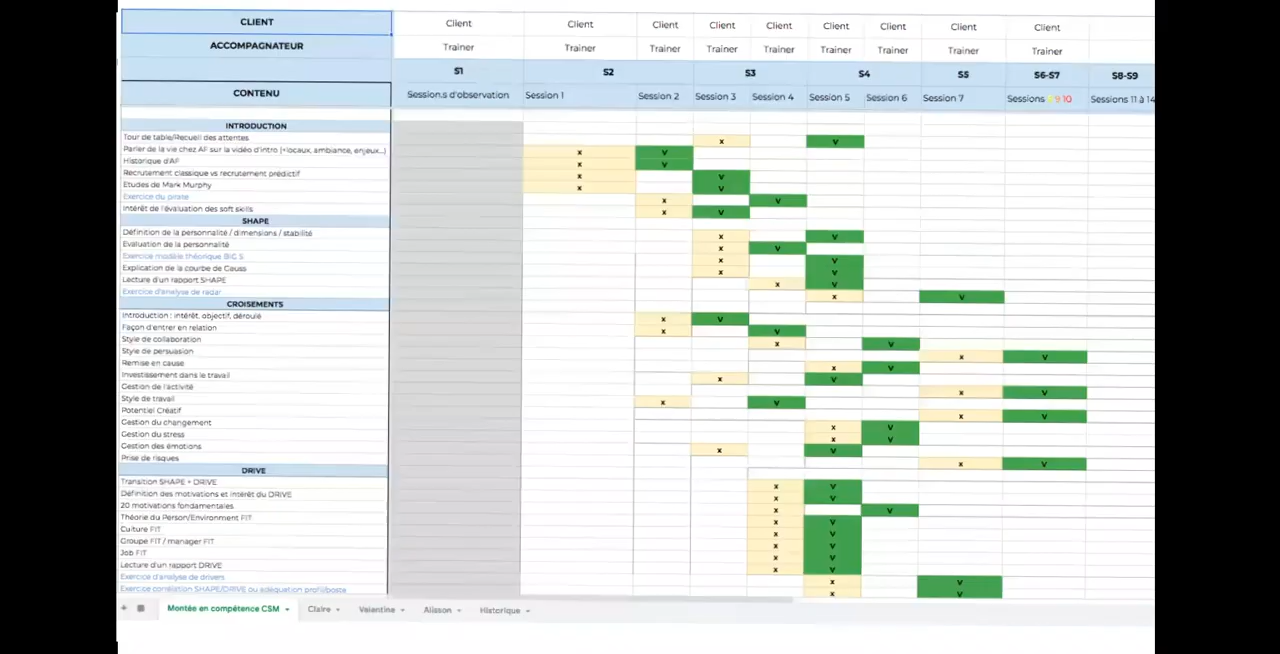 CLIENT Client Client Client Client Client Client Client Client Client
ACCOMPAGNATEUR Trainer Trainer Trainer Trainer Trainer Trainer Trainer Trainer Trainer
S1 S2 S3 S4 S5 S6-S7 S8-S9
CONTENU Session.s d'observation Session 1 Session 2 Session 3 Session 4 Session 5 Session 6 Session 7 Sessions 8 9 10 Sessions 11 à 14
INTRODUCTION
Tour de table/Recueil des attentes x V
Parler de la vie chez AF sur la vidéo d'intro (+locaux, ambiance, enjeux...) x V
Historique d'AF x V
Recrutement classique vs recrutement prédictif x V
Etudes de Mark Murphy x V
Exercice du pirate x V
Intérêt de l'évaluation des soft skills x V
SHAPE
Définition de la personnalité / dimensions / stabilité x V
Evaluation de la personnalité x V
Exercice modèle théorique BIG 5 x V
Explication de la courbe de Gauss x V
Lecture d'un rapport SHAPE x V
Exercice d'analyse de radar x V
CROISEMENTS
Introduction : intérêt, objectif, déroulé x V
Façon d'entrer en relation x V
Style de collaboration x V
Style de persuasion x V
Remise en cause x V
Investissement dans le travail x V
Gestion de l'activité x V
Style de travail x V
Potentiel Créatif x V
Gestion du changement x V
Gestion du stress x V
Gestion des émotions x V
Prise de risques x V
DRIVE
Transition SHAPE + DRIVE x V
Définition des motivations et intérêt du DRIVE x V
20 motivations fondamentales x V
Théorie du Person/Environment FIT x V
Culture FIT x V
Groupe FIT / manager FIT x V
Job FIT x V
Lecture d'un rapport DRIVE x V
Exercice d'analyse de drivers x V
Exercice corrélation SHAPE/DRIVE ou adéquation profil/poste x V
Montée en compétence CSM Claire Valentine Alisson Historique